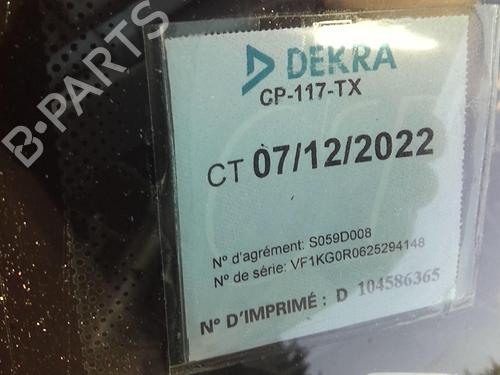 DEKRA
CP-117-TX
CT 07/12/2022
N° d'agrément: S059D008
N° de série: VF1KG0R0625294148
N° D'IMPRIMÉ : D 104586365
B-PARTS